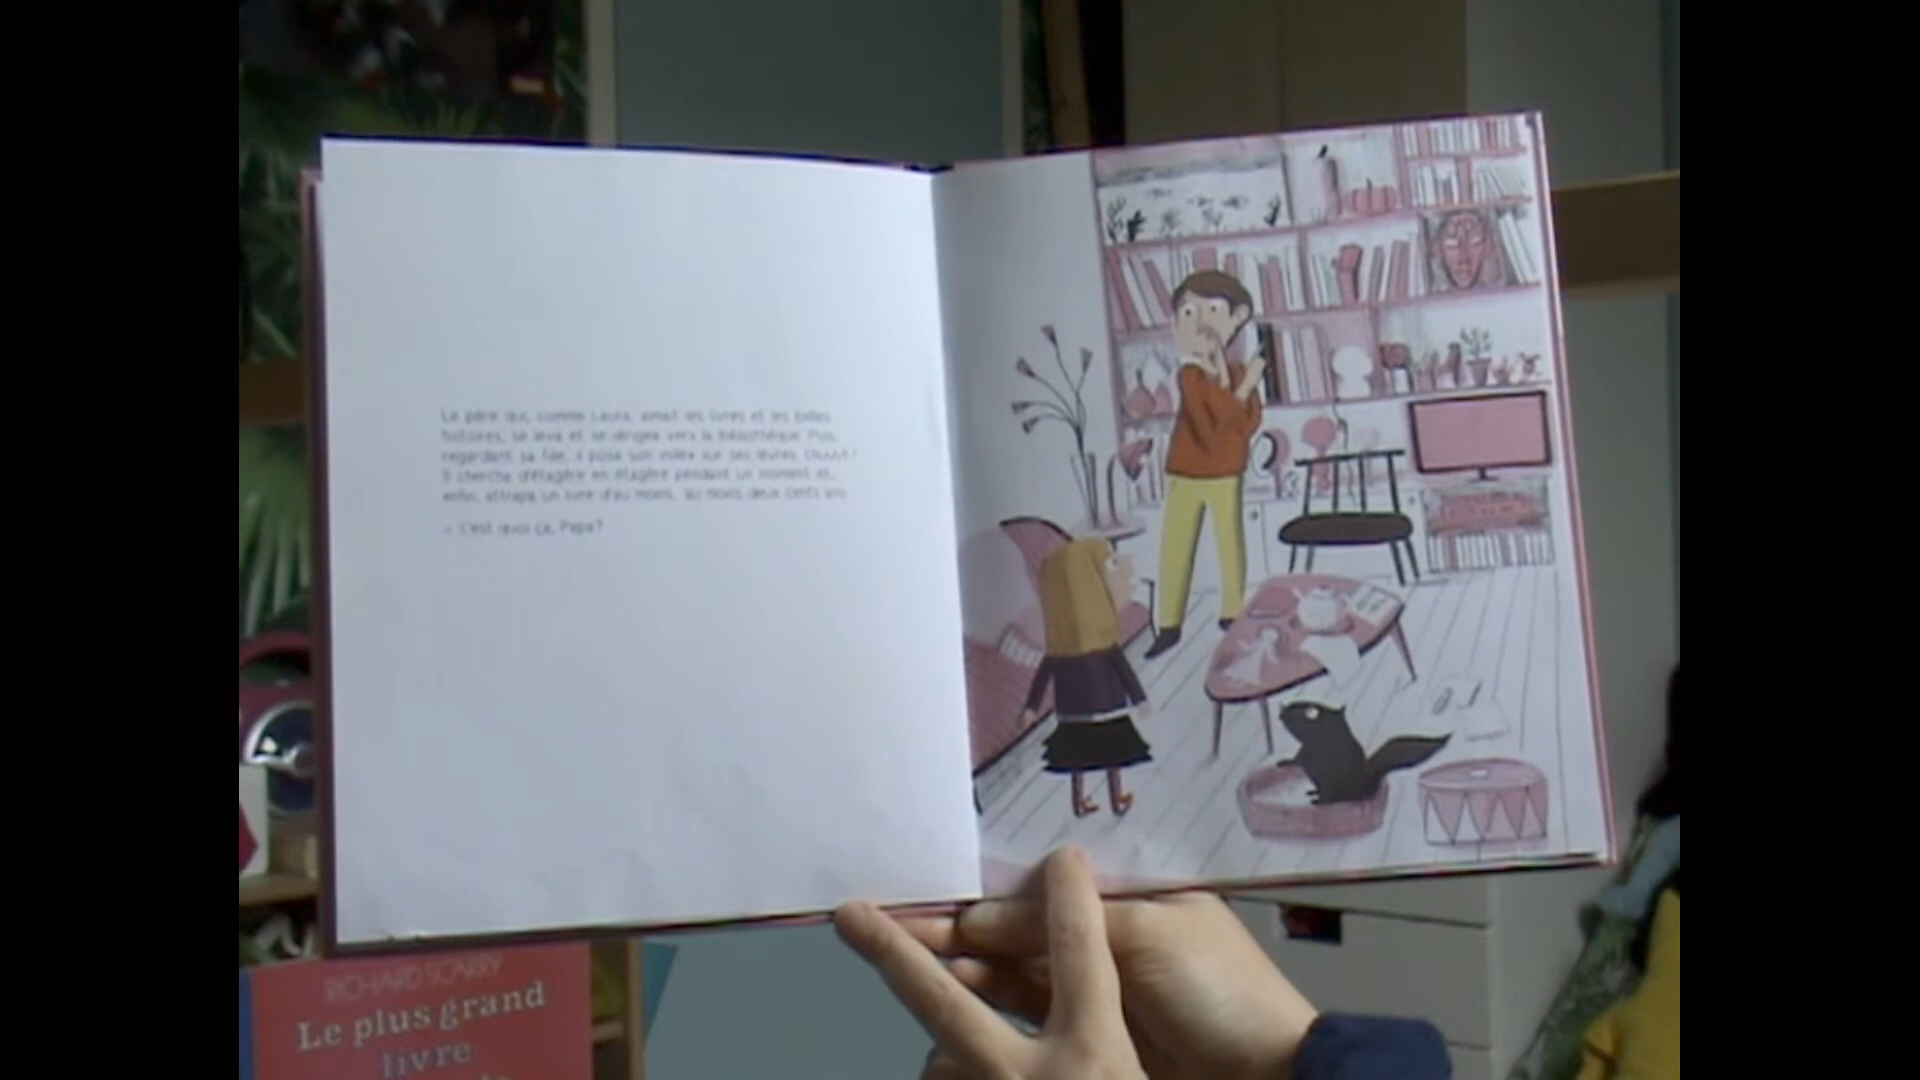 Le père qui, comme Laura, aimait les livres et les belles
histoires, se leva et se dirigea vers la bibliothèque. Puis,
regardant sa fille, il posa son index sur ses lèvres. Chuuut !
Il chercha d'étagère en étagère pendant un moment et,
enfin, attrapa un livre d'au moins, au moins deux cents ans.
– C'est quoi ça, Papa ?
RICHARD SCARRY
Le plus grand
livre